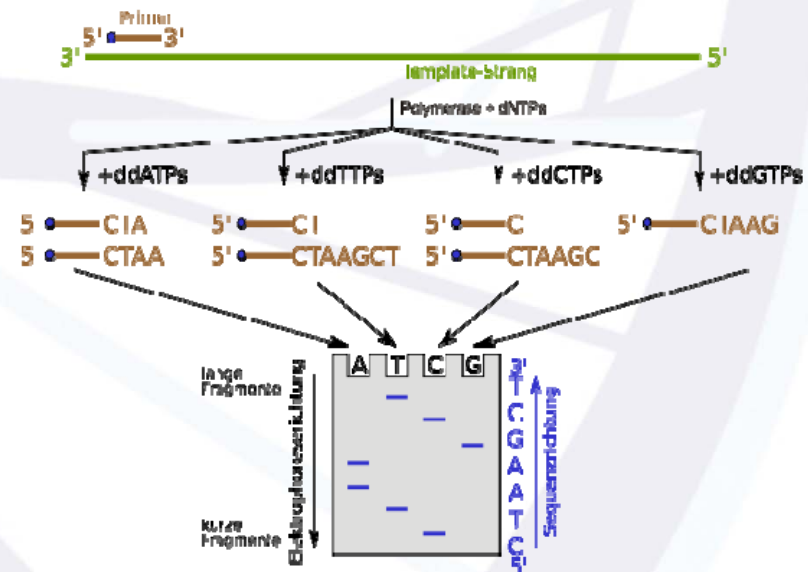 Primer
5' 3'
3' 5'
Template-Strang
Polymerase + dNTPs
+ddATPs +ddTTPs +ddCTPs +ddGTPs
5 CTA 5' CT 5' C 5' CTAAG
5 CTAA 5' CTAAGCT 5' CTAAGC
A T C G
lange
Fragmente
Elektrophoreserichtung
kurze
Fragmente
3'
T
C
G
A
A
T
C
5'
Sequenzrichtung